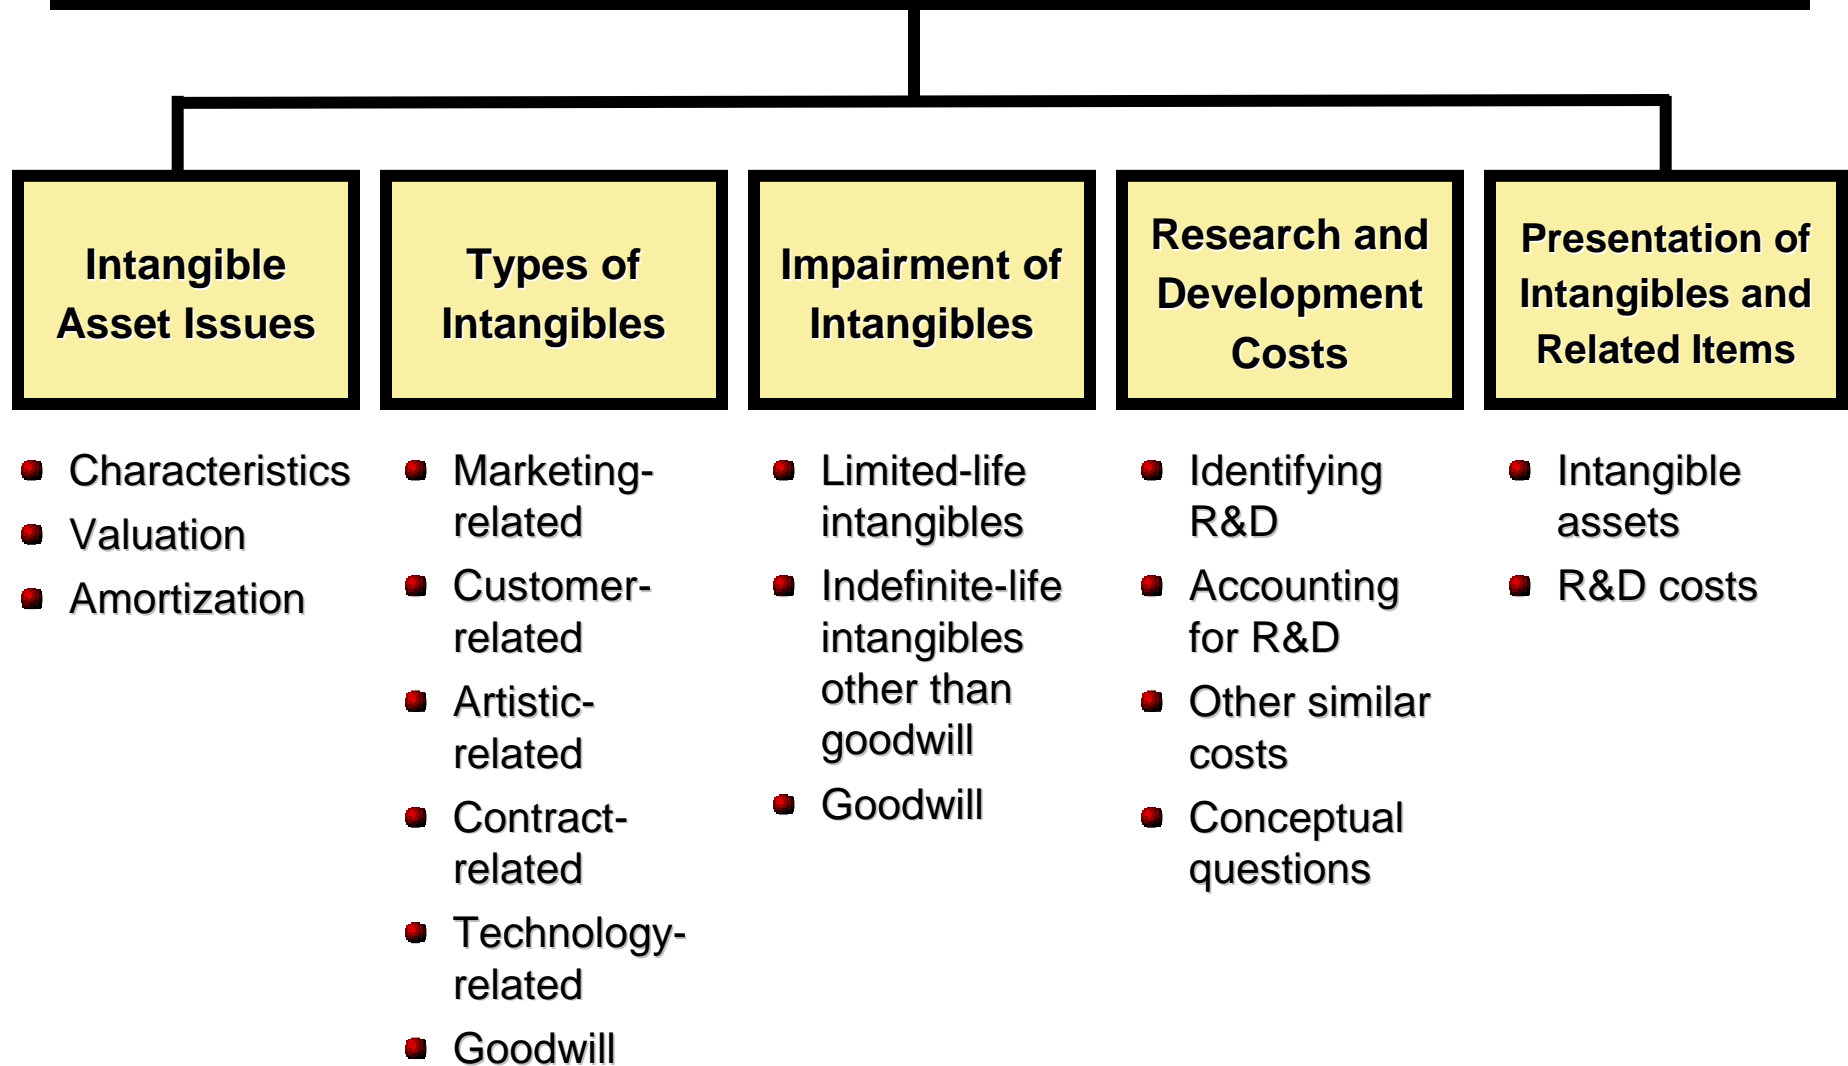 Intangible
Asset Issues
Types of
Intangibles
Impairment of
Intangibles
Research and
Development
Costs
Presentation of
Intangibles and
Related Items
Characteristics
Valuation
Amortization
Marketing-
related
Customer-
related
Artistic-
related
Contract-
related
Technology-
related
Goodwill
Limited-life
intangibles
Indefinite-life
intangibles
other than
goodwill
Goodwill
Identifying
R&D
Accounting
for R&D
Other similar
costs
Conceptual
questions
Intangible
assets
R&D costs